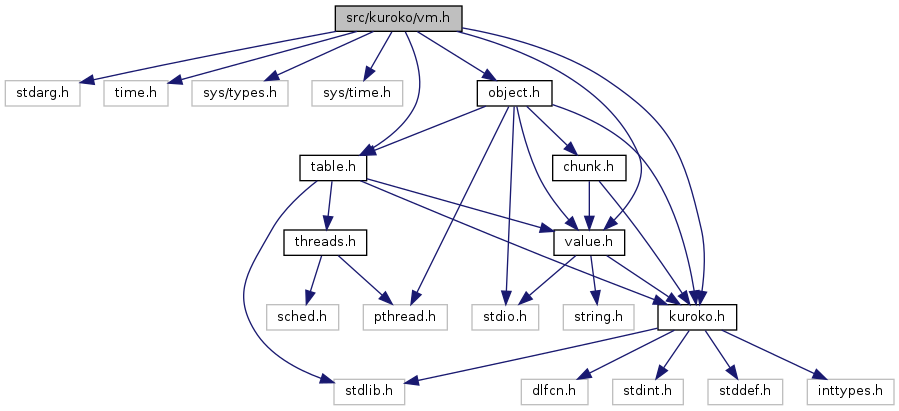 src/kuroko/vm.h
stdarg.h
time.h
sys/types.h
sys/time.h
object.h
table.h
chunk.h
threads.h
value.h
sched.h
pthread.h
stdio.h
string.h
kuroko.h
stdlib.h
dlfcn.h
stdint.h
stddef.h
inttypes.h